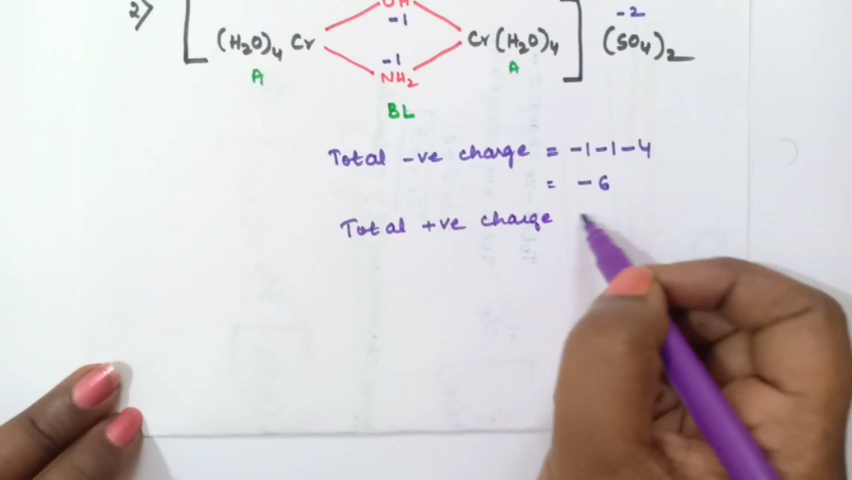 2) [ (H₂O)₄ Cr OH -1 -1 NH₂ Cr (H₂O)₄ ] (SO₄)₂ -2
A BL A
Total -ve charge = -1-1-4
= -6
Total +ve charge